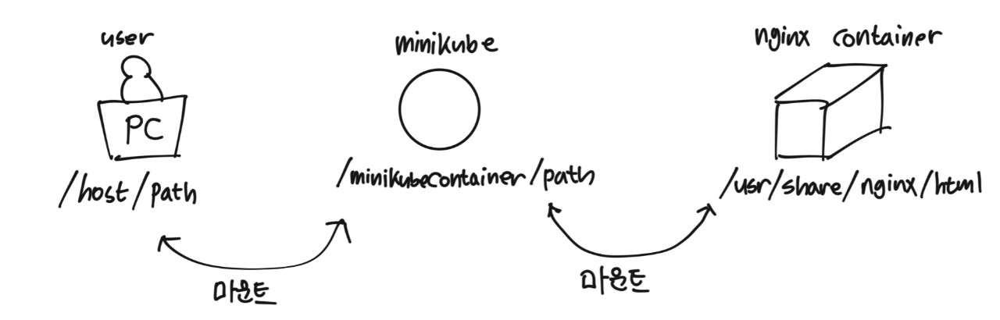 user
PC
/host/path
minikube
/minikubecontainer/path
nginx container
/usr/share/nginx/html
마운트
마운트